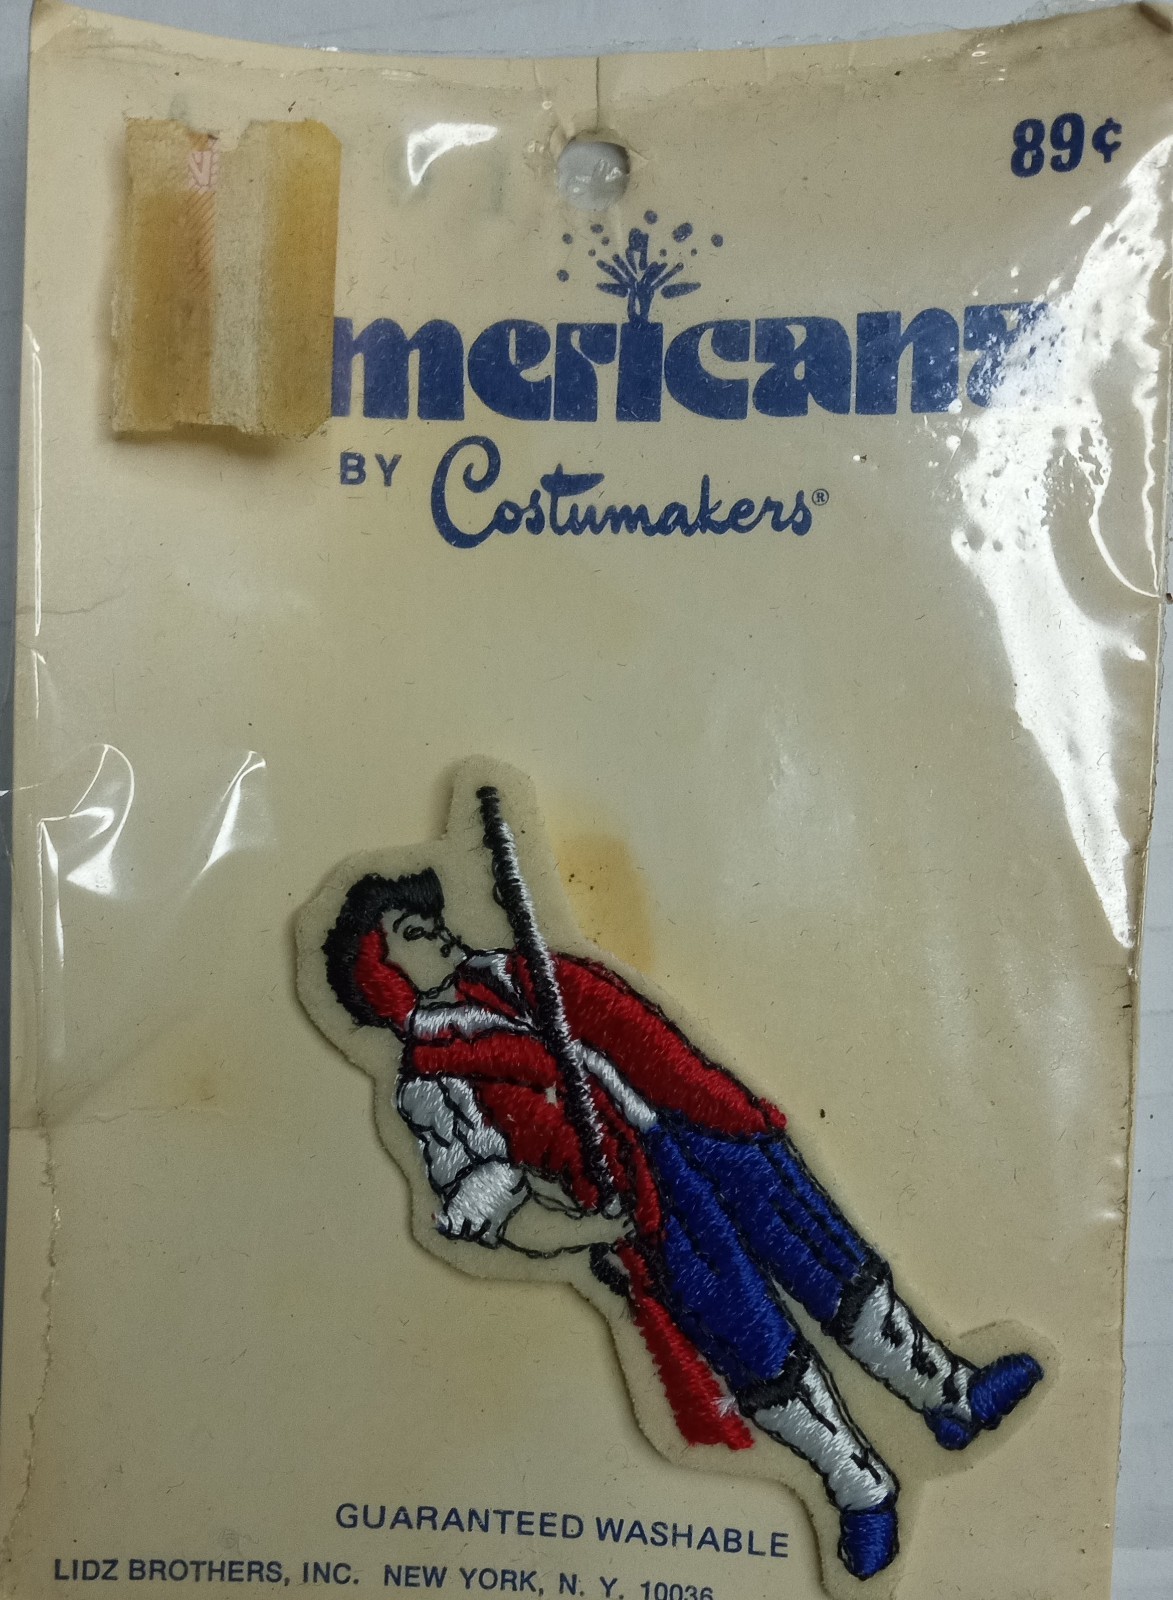 89¢
mericana
BY Costumakers®
GUARANTEED WASHABLE
LIDZ BROTHERS, INC. NEW YORK, N. Y. 10036